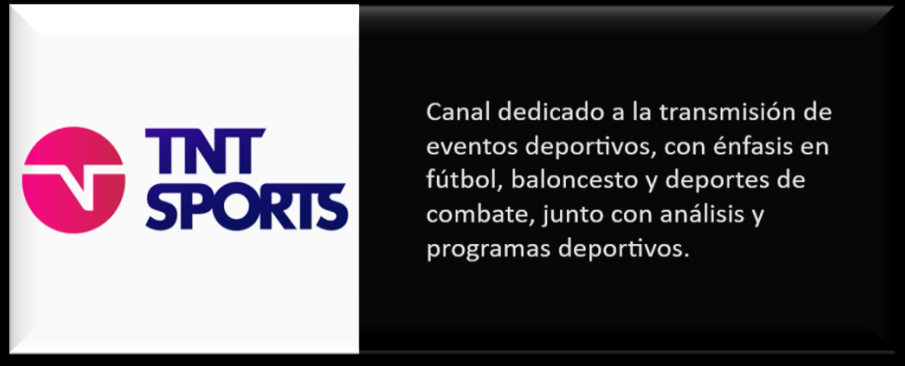 TNT
SPORTS
Canal dedicado a la transmisión de
eventos deportivos, con énfasis en
fútbol, baloncesto y deportes de
combate, junto con análisis y
programas deportivos.